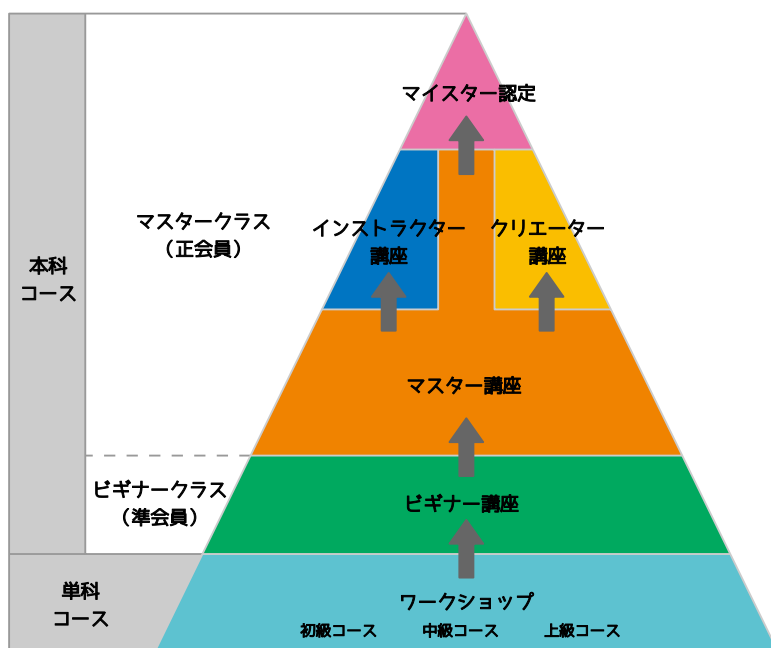 マイスター認定
マスタークラス
（正会員）
インストラクター
講座
クリエーター
講座
本科
コース
マスター講座
ビギナークラス
（準会員）
ビギナー講座
単科
コース
ワークショップ
初級コース 中級コース 上級コース